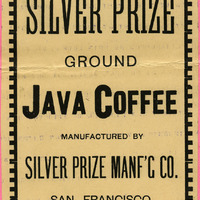 SILVER PRIZE
GROUND
JAVA COFFEE
MANUFACTURED BY
SILVER PRIZE MANF'G CO.
SAN FRANCISCO